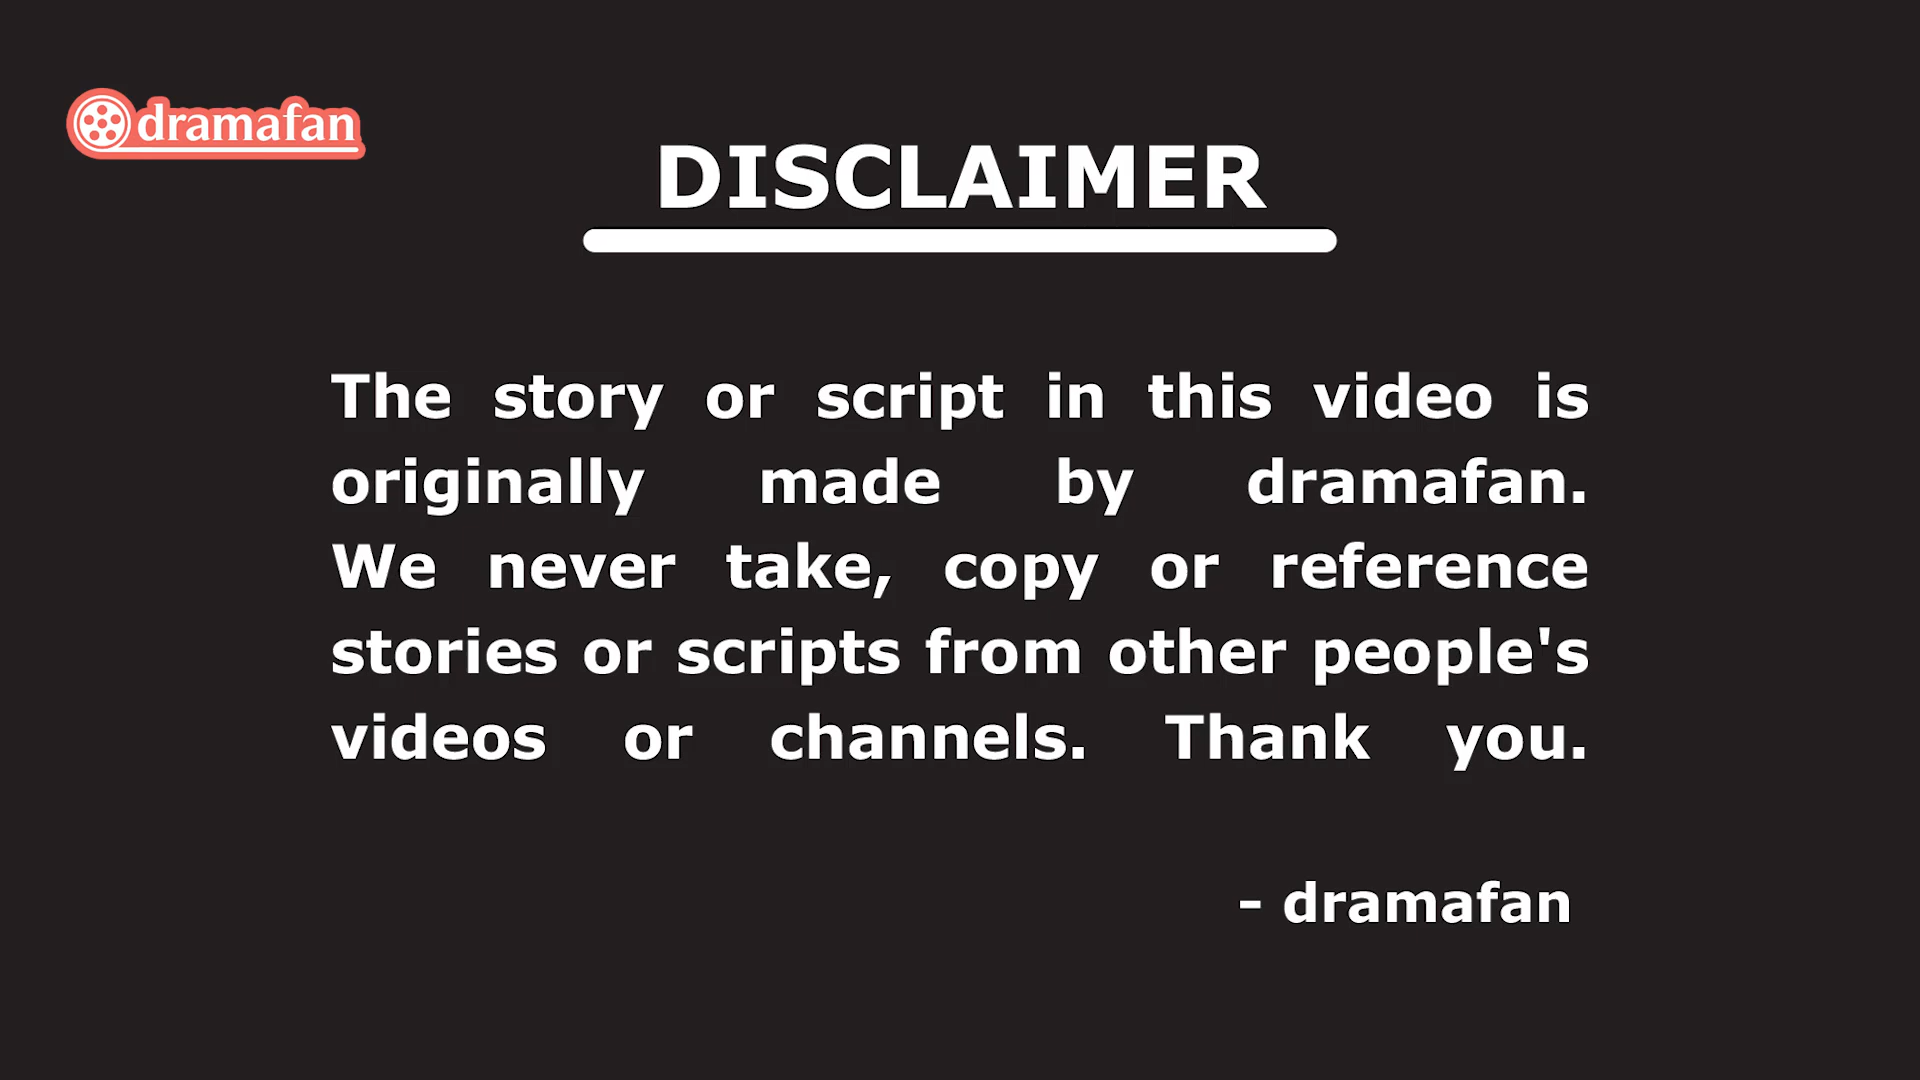 dramafan
DISCLAIMER
The story or script in this video is
originally made by dramafan.
We never take, copy or reference
stories or scripts from other people's
videos or channels. Thank you.
- dramafan